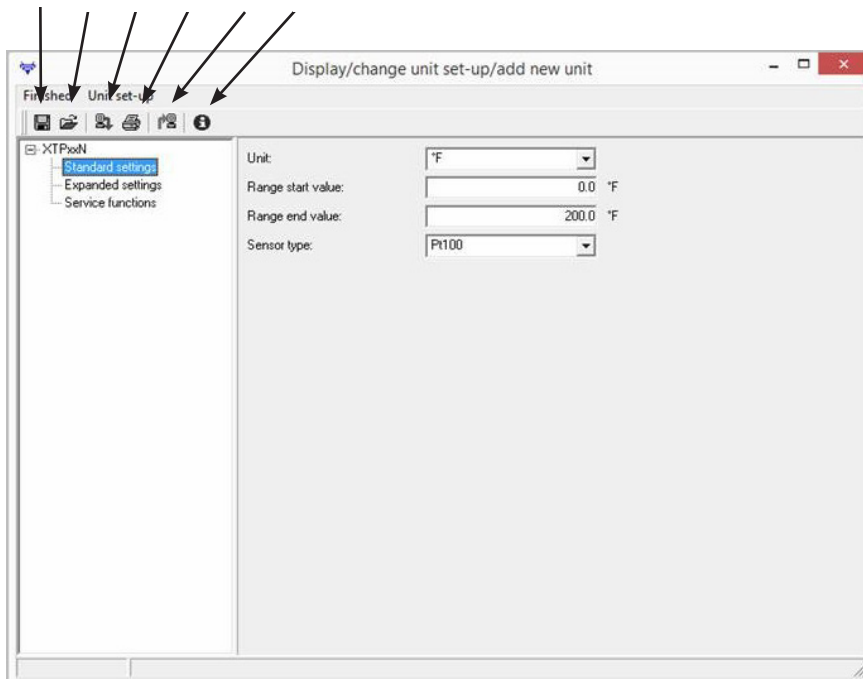 Display/change unit set-up/add new unit
Finished Unit set-up
XTPxxN
Standard settings
Expanded settings
Service functions
Unit: °F
Range start value: 0.0 °F
Range end value: 200.0 °F
Sensor type: Pt100